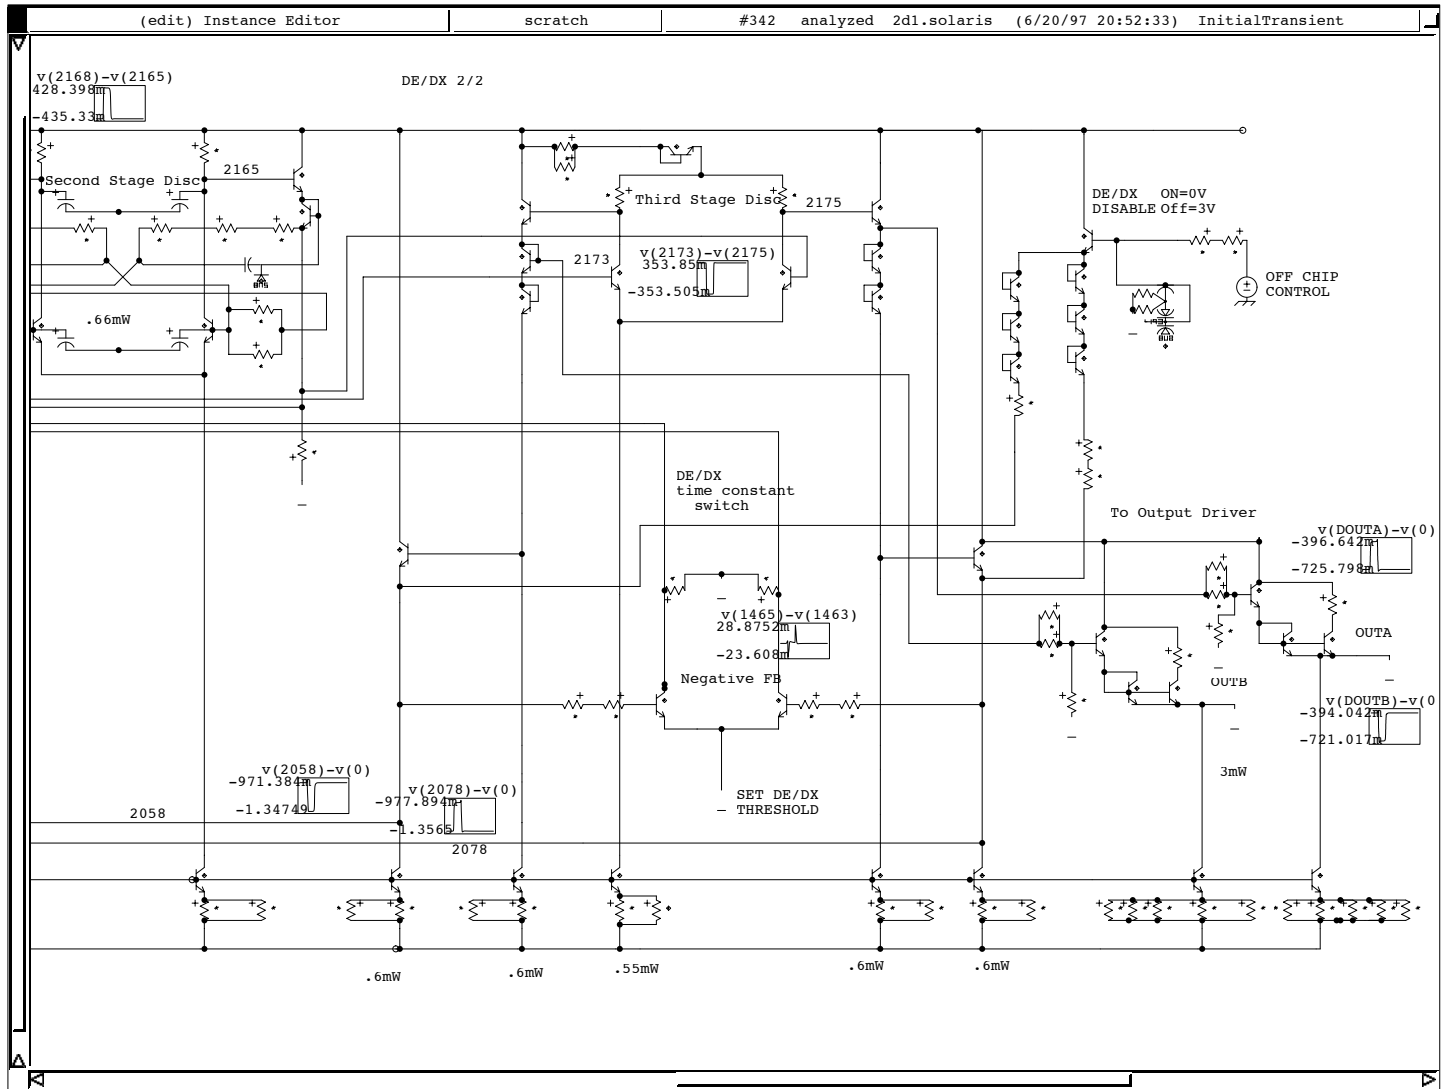 (edit) Instance Editor
scratch
#342 analyzed 2d1.solaris (6/20/97 20:52:33) InitialTransient
v(2168)-v(2165)
428.398m
-435.33m
DE/DX 2/2
2165
Second Stage Disc
Third Stage Disc
2175
DE/DX ON=0V
DISABLE Off=3V
2173
v(2173)-v(2175)
353.85m
-353.505m
OFF CHIP
CONTROL
.66mW
DE/DX
time constant
switch
To Output Driver
v(DOUTA)-v(0)
-396.642m
-725.798m
v(1465)-v(1463)
28.8752m
-23.608m
OUTA
Negative FB
OUTB
v(DOUTB)-v(0
-394.042m
-721.017m
3mW
v(2058)-v(0)
-971.384m
-1.34749
v(2078)-v(0)
-977.894m
-1.3565
SET DE/DX
THRESHOLD
2058
2078
.6mW
.6mW
.55mW
.6mW
.6mW